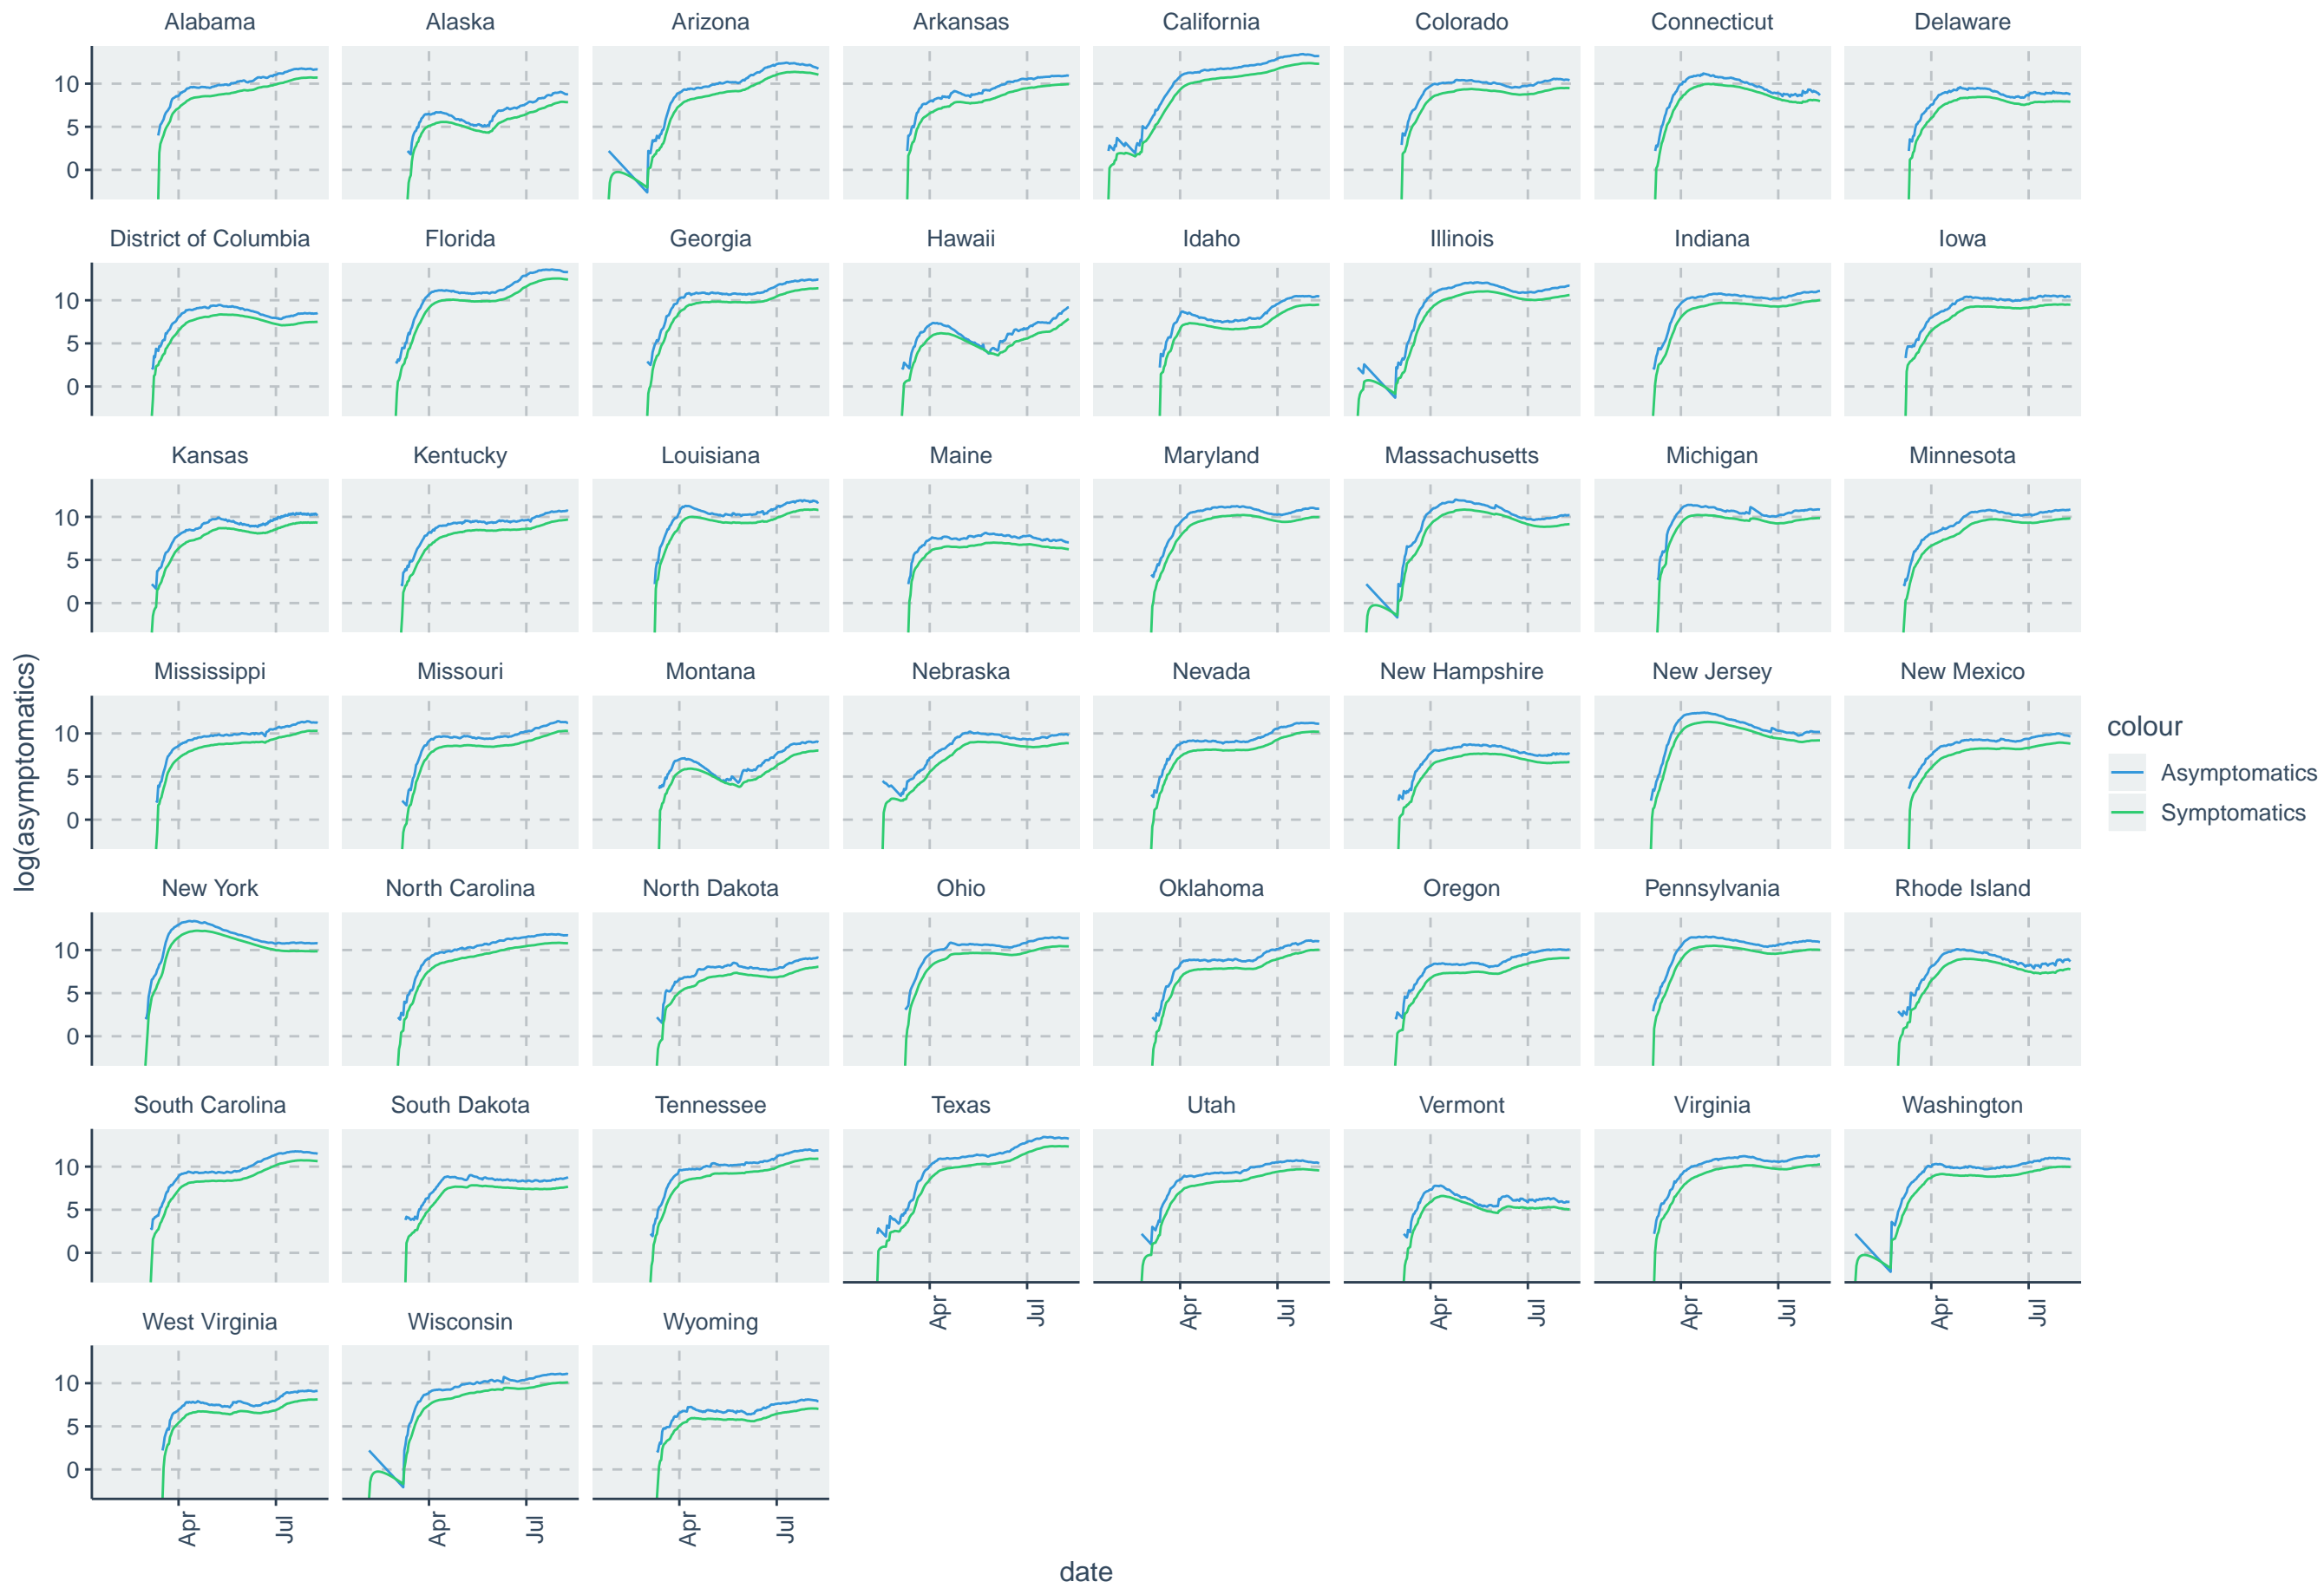 Alabama Alaska Arizona Arkansas California Colorado Connecticut Delaware
10
5
0
District of Columbia Florida Georgia Hawaii Idaho Illinois Indiana Iowa
10
5
0
Kansas Kentucky Louisiana Maine Maryland Massachusetts Michigan Minnesota
10
5
0
log(asymptomatics)
Mississippi Missouri Montana Nebraska Nevada New Hampshire New Jersey New Mexico
10
5
0
colour
Asymptomatics
Symptomatics
New York North Carolina North Dakota Ohio Oklahoma Oregon Pennsylvania Rhode Island
10
5
0
South Carolina South Dakota Tennessee Texas Utah Vermont Virginia Washington
10
5
0
Apr Jul Apr Jul Apr Jul Apr Jul Apr Jul
West Virginia Wisconsin Wyoming
10
5
0
Apr Jul Apr Jul Apr Jul
date